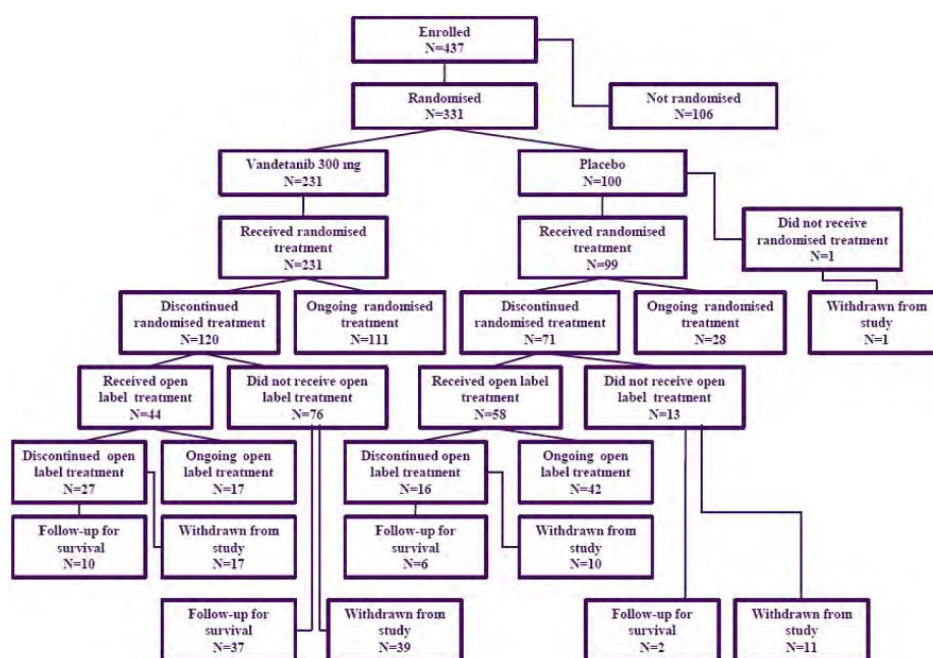 Enrolled
N=437
Randomised
N=331
Not randomised
N=106
Vandetanib 300 mg
N=231
Placebo
N=100
Did not receive
randomised treatment
N=1
Received randomised
treatment
N=231
Received randomised
treatment
N=99
Withdrawn from
study
N=1
Discontinued
randomised treatment
N=120
Ongoing randomised
treatment
N=111
Discontinued
randomised treatment
N=71
Ongoing randomised
treatment
N=28
Received open
label treatment
N=44
Did not receive open
label treatment
N=76
Received open label
treatment
N=58
Did not receive open
label treatment
N=13
Discontinued open
label treatment
N=27
Ongoing open
label treatment
N=17
Discontinued open
label treatment
N=16
Ongoing open label
treatment
N=42
Follow-up for
survival
N=10
Withdrawn from
study
N=17
Follow-up for
survival
N=6
Withdrawn from
study
N=10
Follow-up for
survival
N=37
Withdrawn from
study
N=39
Follow-up for
survival
N=2
Withdrawn from
study
N=11